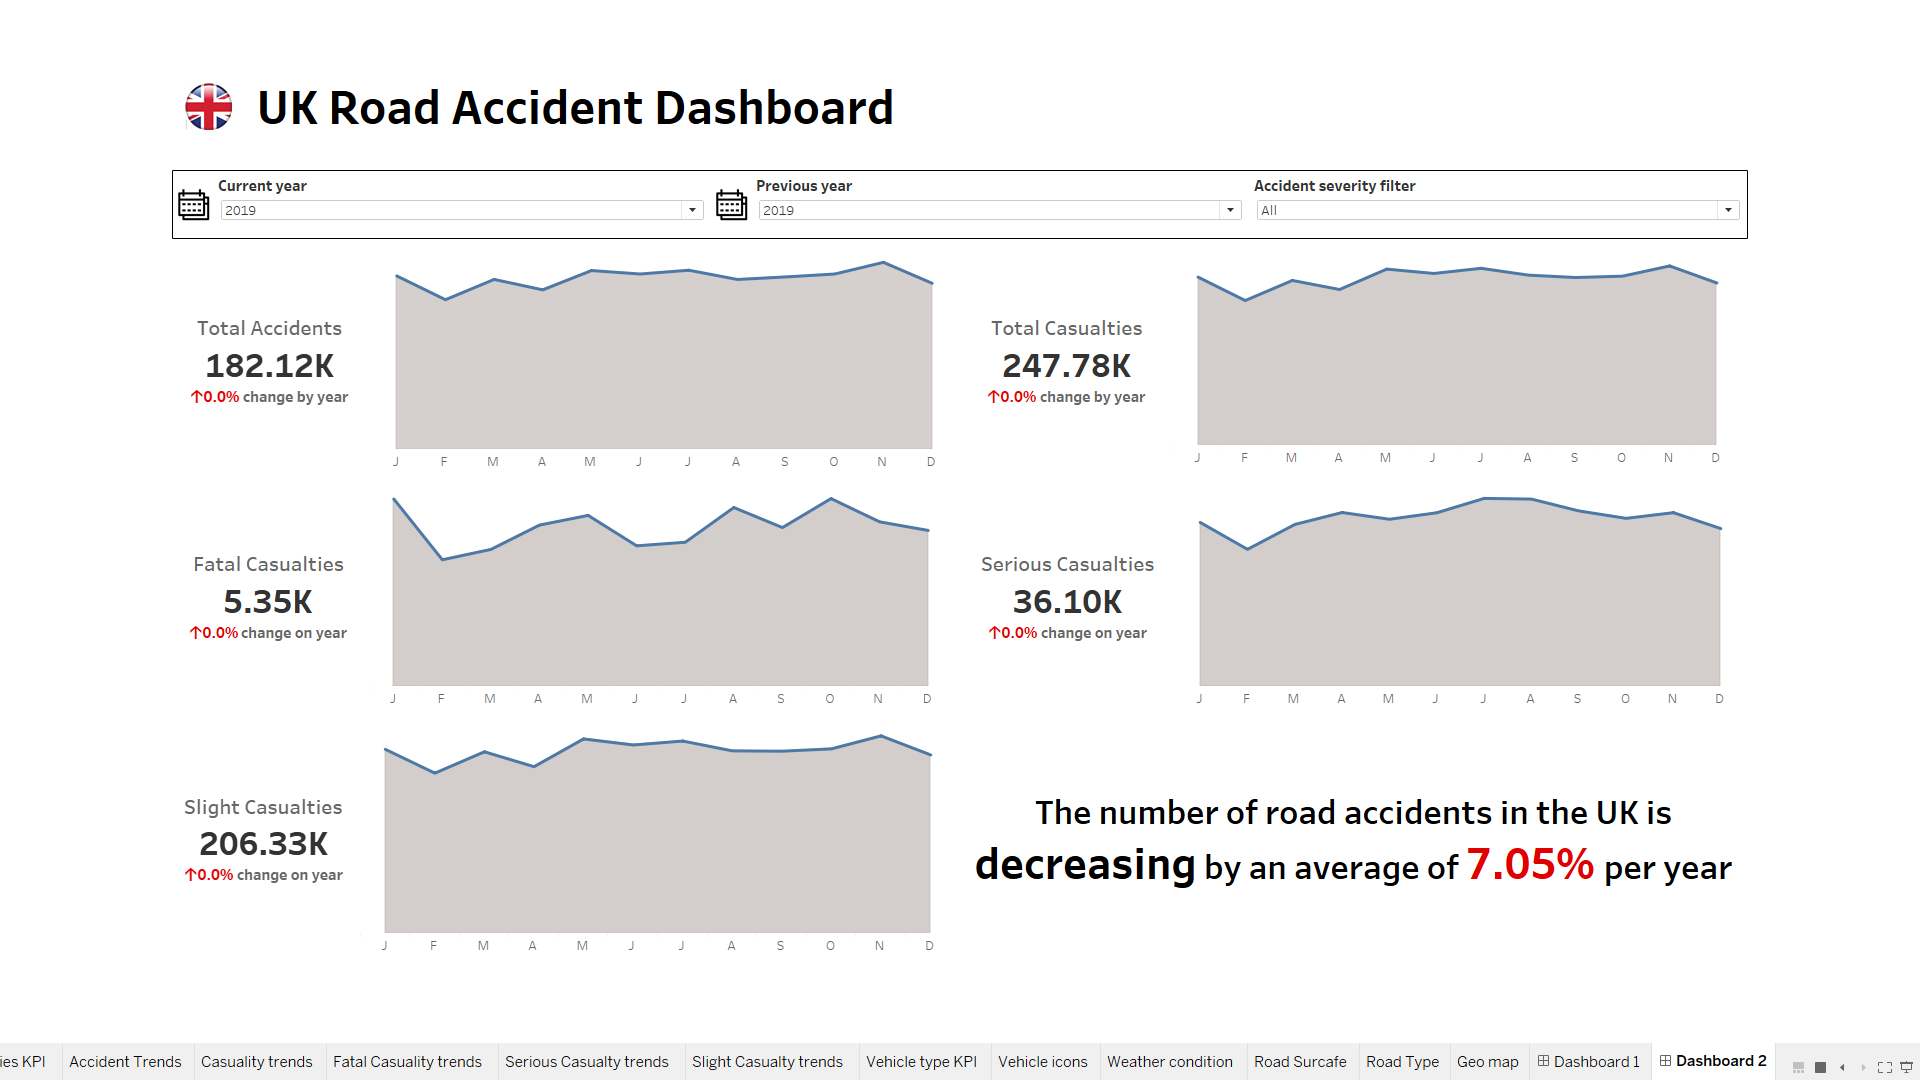 UK Road Accident Dashboard
Current year
Previous year
Accident severity filter
2019
2019
All
Total Accidents
182.12K
↑0.0% change by year
J F M A M J J A S O N D
Total Casualties
247.78K
↑0.0% change by year
J F M A M J J A S O N D
Fatal Casualties
5.35K
↑0.0% change on year
J F M A M J J A S O N D
Serious Casualties
36.10K
↑0.0% change on year
J F M A M J J A S O N D
Slight Casualties
206.33K
↑0.0% change on year
J F M A M J J A S O N D
The number of road accidents in the UK is
decreasing by an average of 7.05% per year
ies KPI
Accident Trends
Casuality trends
Fatal Casuality trends
Serious Casualty trends
Slight Casualty trends
Vehicle type KPI
Vehicle icons
Weather condition
Road Surcafe
Road Type
Geo map
Dashboard 1
Dashboard 2